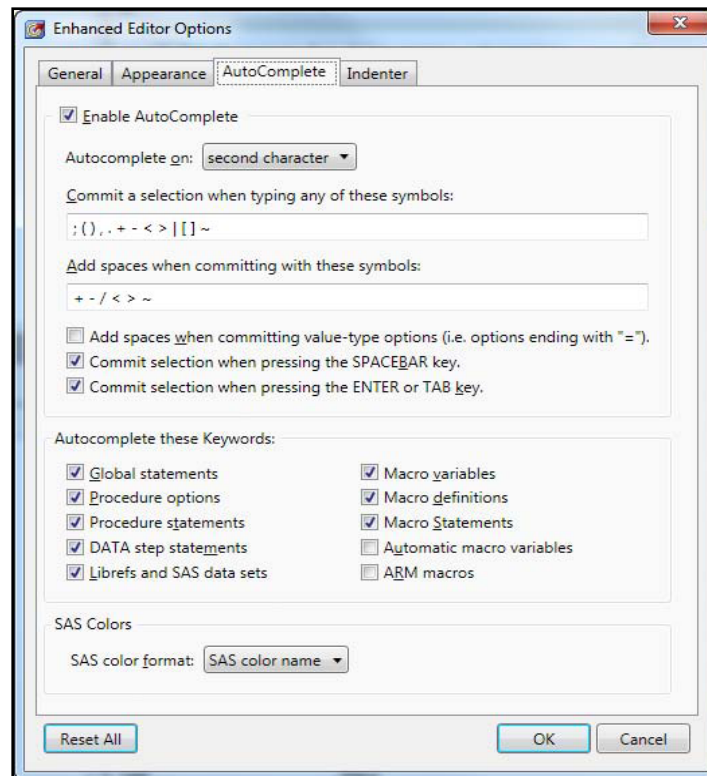 Enhanced Editor Options
General Appearance AutoComplete Indenter
Enable AutoComplete
Autocomplete on: second character
Commit a selection when typing any of these symbols:
; ( ) , . + - < > | [ ] ~
Add spaces when committing with these symbols:
+ - / < > ~
Add spaces when committing value-type options (i.e. options ending with "=").
Commit selection when pressing the SPACEBAR key.
Commit selection when pressing the ENTER or TAB key.
Autocomplete these Keywords:
Global statements
Procedure options
Procedure statements
DATA step statements
Librefs and SAS data sets
Macro variables
Macro definitions
Macro Statements
Automatic macro variables
ARM macros
SAS Colors
SAS color format: SAS color name
Reset All OK Cancel